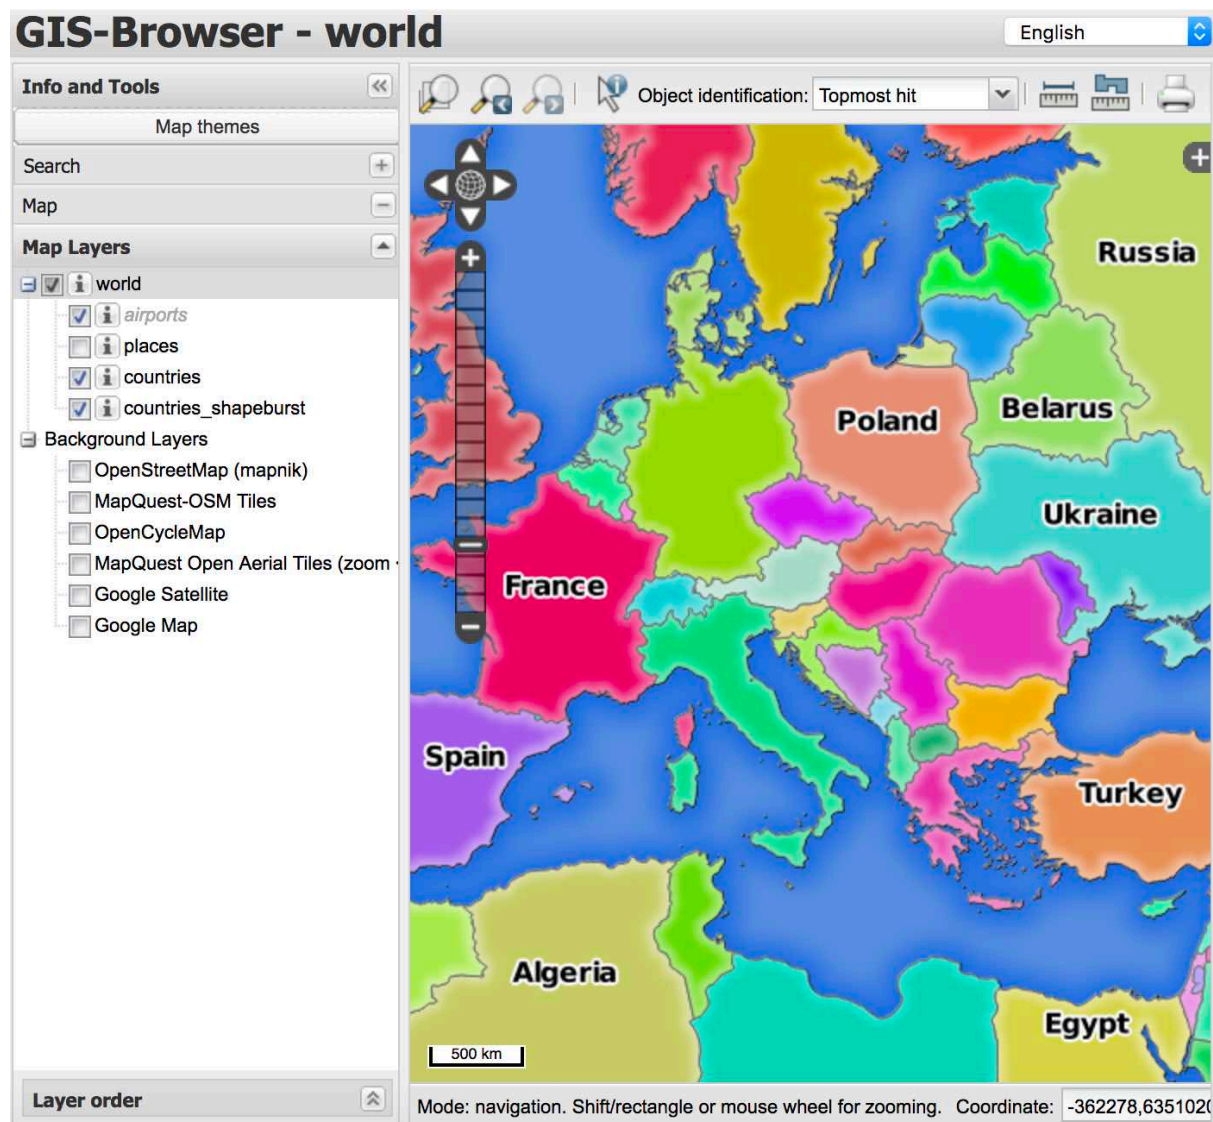 GIS-Browser - world
English
Info and Tools
Map themes
Search
Map
Map Layers
world
airports
places
countries
countries_shapeburst
Background Layers
OpenStreetMap (mapnik)
MapQuest-OSM Tiles
OpenCycleMap
MapQuest Open Aerial Tiles (zoom
Google Satellite
Google Map
Layer order
Object identification: Topmost hit
Russia
Poland
Belarus
Ukraine
France
Spain
Turkey
Algeria
Egypt
500 km
Mode: navigation. Shift/rectangle or mouse wheel for zooming. Coordinate: -362278,6351020